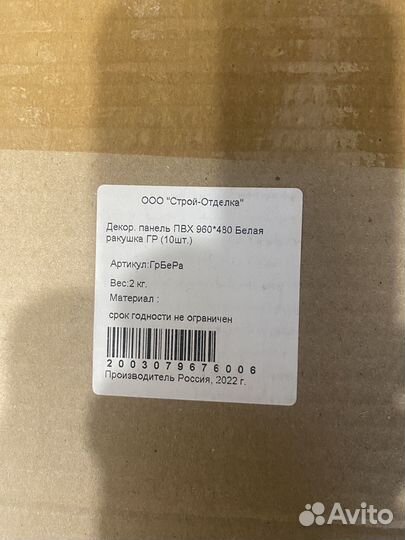 ООО "Строй-Отделка"
Декор. панель ПВХ 960*480 Белая
ракушка ГР (10шт.)
Артикул:ГрБеРа
Вес:2 кг.
Материал :
срок годности не ограничен
2003079676006
Производитель Россия, 2022 г.
Avito